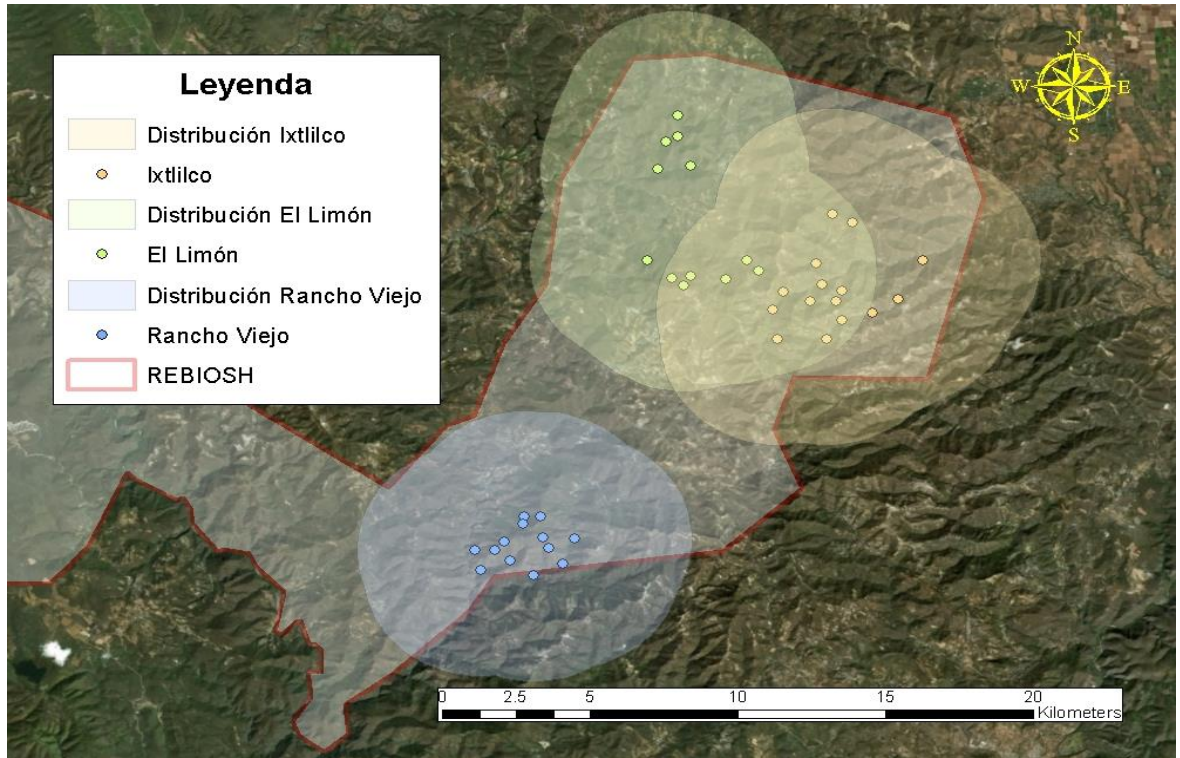 Leyenda
Distribución Ixtlilco
Ixtlilco
Distribución El Limón
El Limón
Distribución Rancho Viejo
Rancho Viejo
REBIOSH
N
W E
S
0 2.5 5 10 15 20
Kilometers